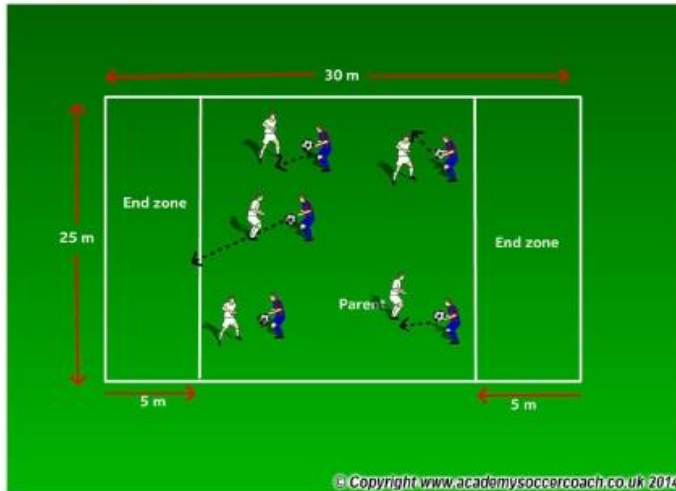 30 m
End zone
25 m
End zone
Parent
5 m
5 m
© Copyright www.academysoccercoach.co.uk 2014